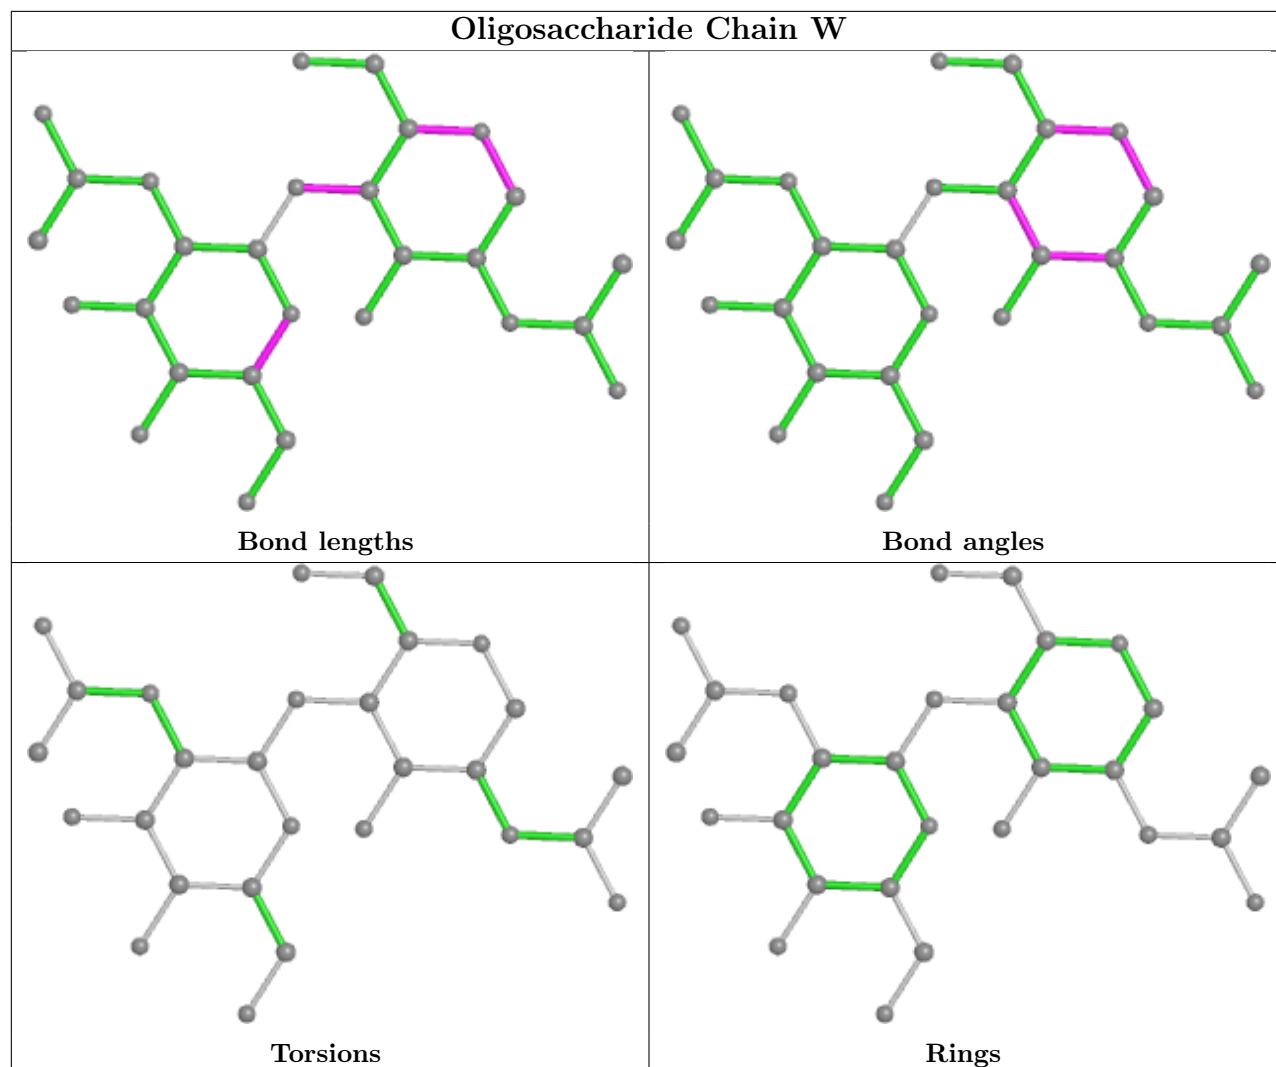 Oligosaccharide Chain W
Bond lengths
Bond angles
Torsions
Rings